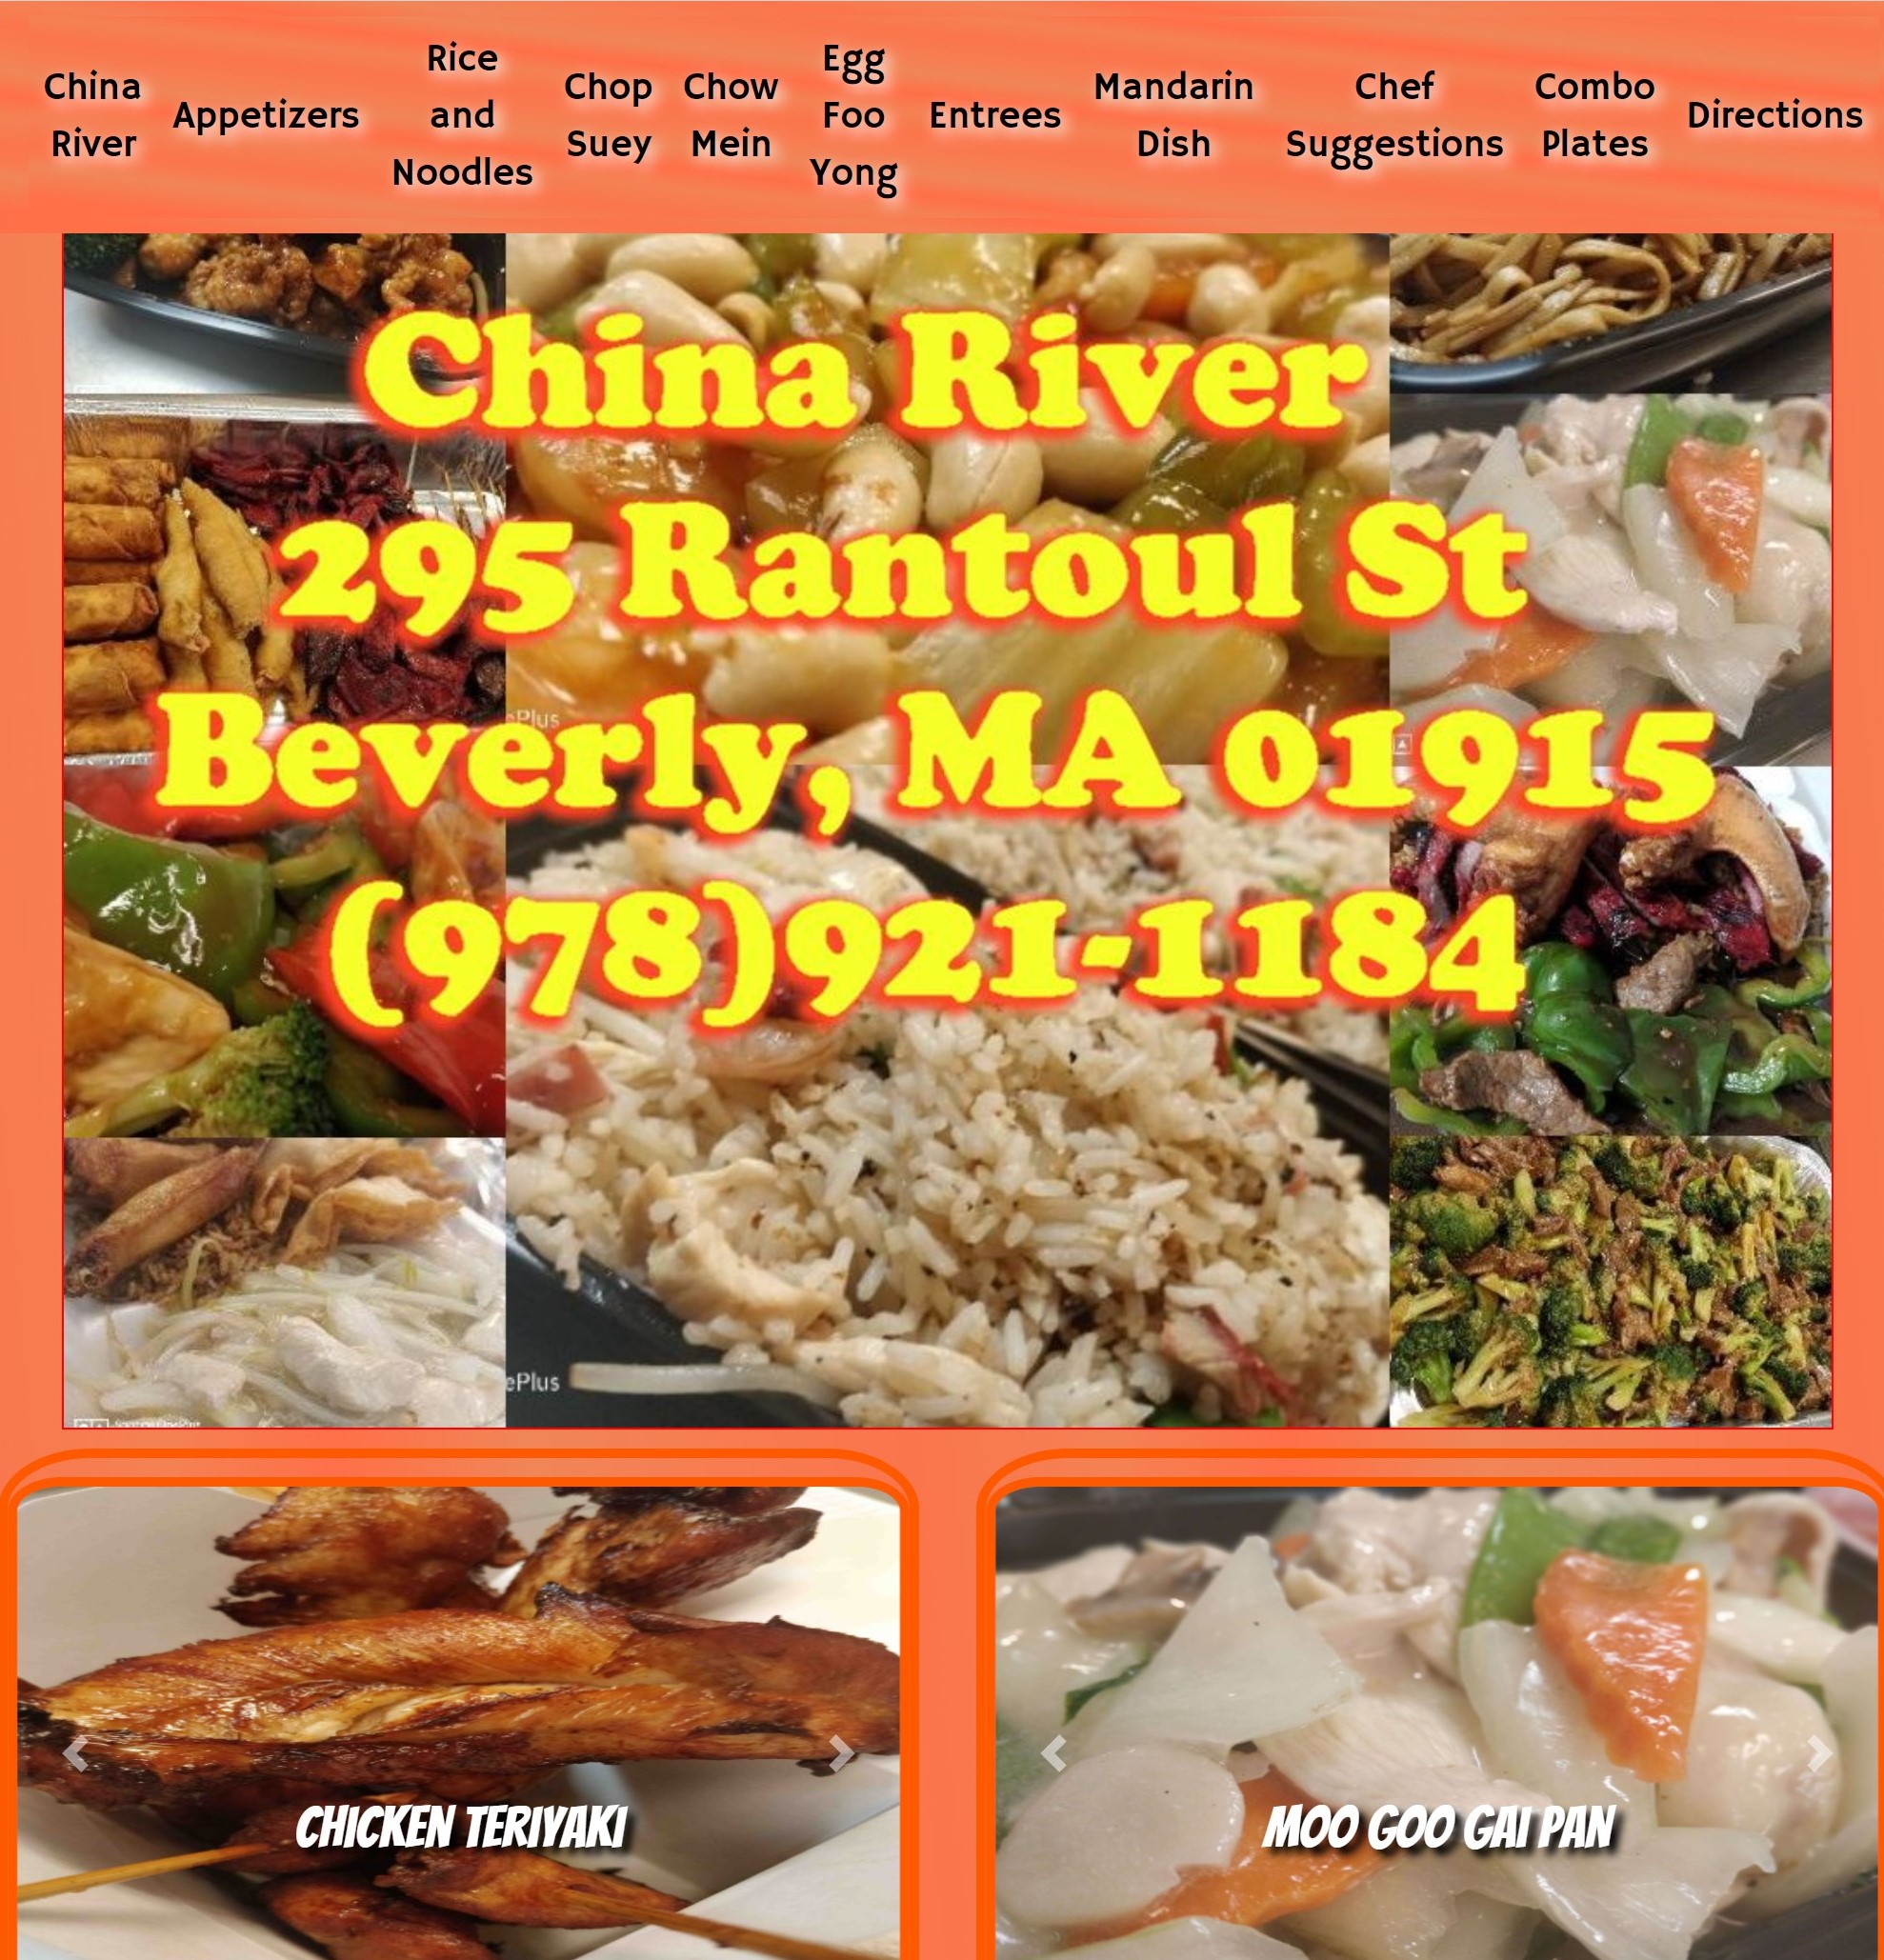 China
River
Appetizers
Rice
and
Noodles
Chop
Suey
Chow
Mein
Egg
Foo
Yong
Entrees
Mandarin
Dish
Chef
Suggestions
Combo
Plates
Directions
China River
295 Rantoul St
Beverly, MA 01915
(978)921-1184
ePlus
ePlus
CHICKEN TERIYAKI
MOO GOO GAI PAN